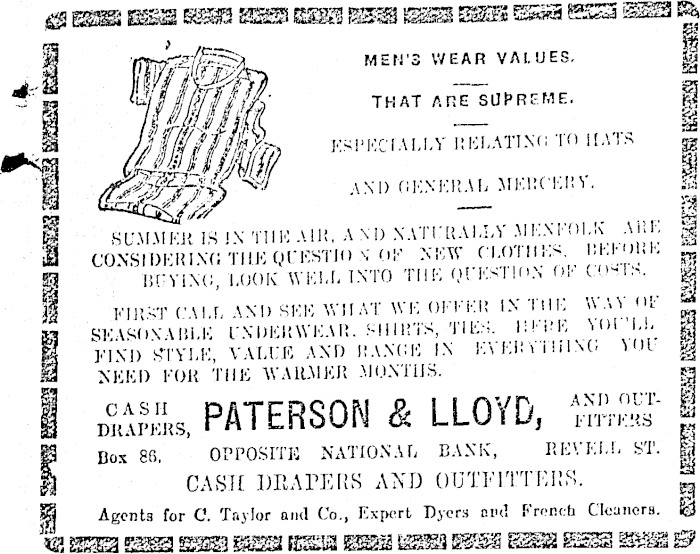 MEN'S WEAR VALUES.
THAT ARE SUPREME.
ESPECIALLY RELATING TO HATS
AND GENERAL MERCERY.
SUMMER IS IN THE AIR, AND NATURALLY MENFOLK ARE
CONSIDERING THE QUESTION OF NEW CLOTHES. BEFORE
BUYING, LOOK WELL INTO THE QUESTION OF COSTS.
FIRST CALL AND SEE WHAT WE OFFER IN THE WAY OF
SEASONABLE UNDERWEAR. SHIRTS, TIES. HERE YOU'LL
FIND STYLE, VALUE AND RANGE IN EVERYTHING YOU
NEED FOR THE WARMER MONTHS.
CASH DRAPERS, PATERSON & LLOYD, AND OUT-FITTERS
Box 86. OPPOSITE NATIONAL BANK, REVELL ST.
CASH DRAPERS AND OUTFITTERS.
Agents for C. Taylor and Co., Expert Dyers and French Cleaners.